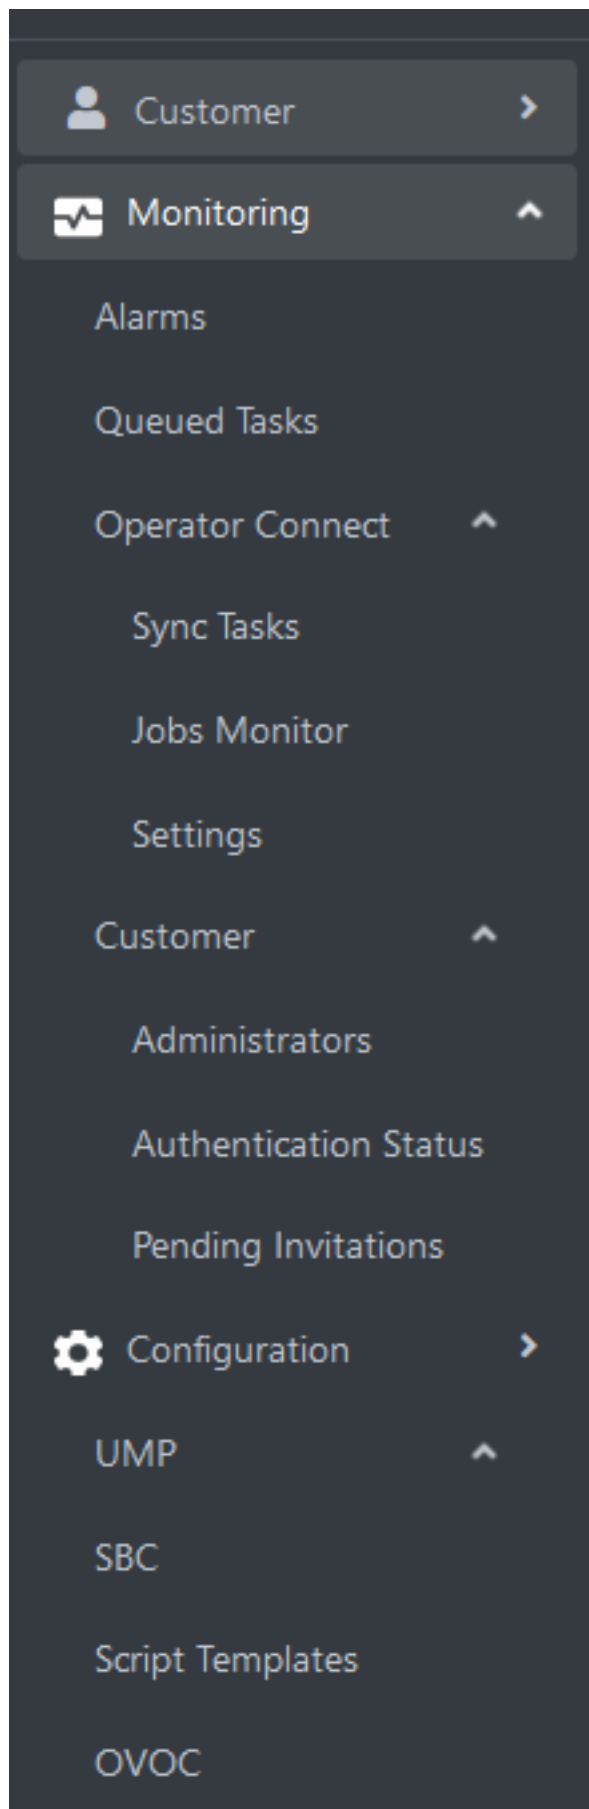 Customer
Monitoring
Alarms
Queued Tasks
Operator Connect
Sync Tasks
Jobs Monitor
Settings
Customer
Administrators
Authentication Status
Pending Invitations
Configuration
UMP
SBC
Script Templates
OVOC